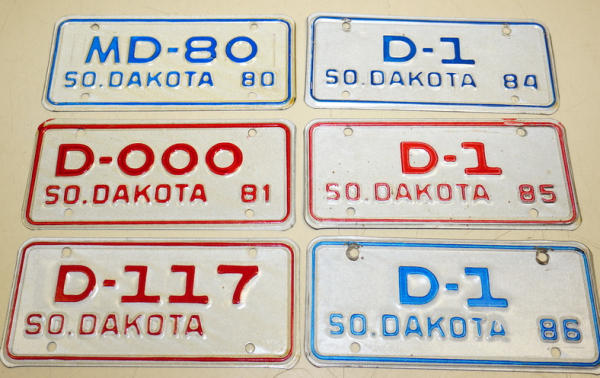 MD-80
SO. DAKOTA 80
D-1
SO. DAKOTA 84
D-000
SO. DAKOTA 81
D-1
SO. DAKOTA 85
D-117
SO. DAKOTA
D-1
SO. DAKOTA 86